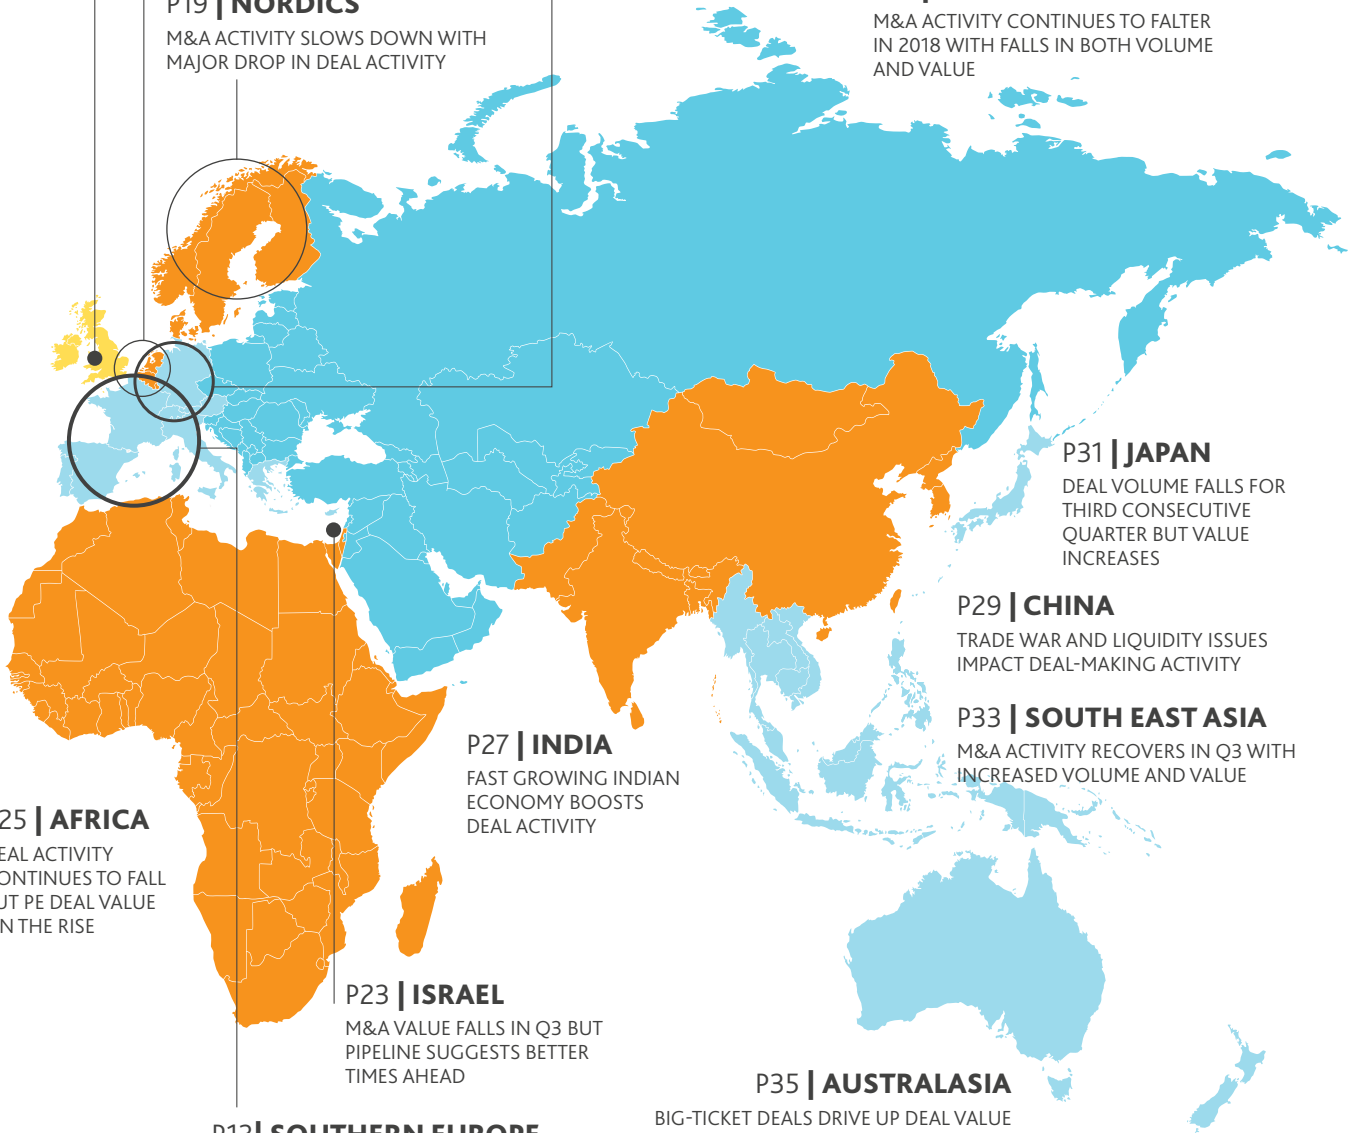 P19 | NORDICS
M&A ACTIVITY SLOWS DOWN WITH
MAJOR DROP IN DEAL ACTIVITY
M&A ACTIVITY CONTINUES TO FALTER
IN 2018 WITH FALLS IN BOTH VOLUME
AND VALUE
P31 | JAPAN
DEAL VOLUME FALLS FOR
THIRD CONSECUTIVE
QUARTER BUT VALUE
INCREASES
P29 | CHINA
TRADE WAR AND LIQUIDITY ISSUES
IMPACT DEAL-MAKING ACTIVITY
P33 | SOUTH EAST ASIA
M&A ACTIVITY RECOVERS IN Q3 WITH
INCREASED VOLUME AND VALUE
P27 | INDIA
FAST GROWING INDIAN
ECONOMY BOOSTS
DEAL ACTIVITY
25 | AFRICA
EAL ACTIVITY
ONTINUES TO FALL
UT PE DEAL VALUE
N THE RISE
P23 | ISRAEL
M&A VALUE FALLS IN Q3 BUT
PIPELINE SUGGESTS BETTER
TIMES AHEAD
P35 | AUSTRALASIA
BIG-TICKET DEALS DRIVE UP DEAL VALUE
P13 | SOUTHERN EUROPE